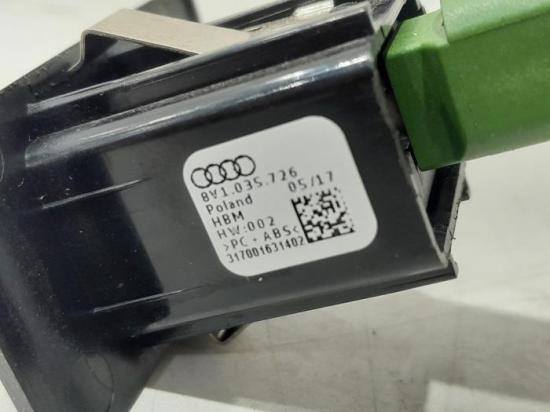 8V1.035.726
Poland 05/17
HBM
HW:002
>PC+ABS<
317001631402